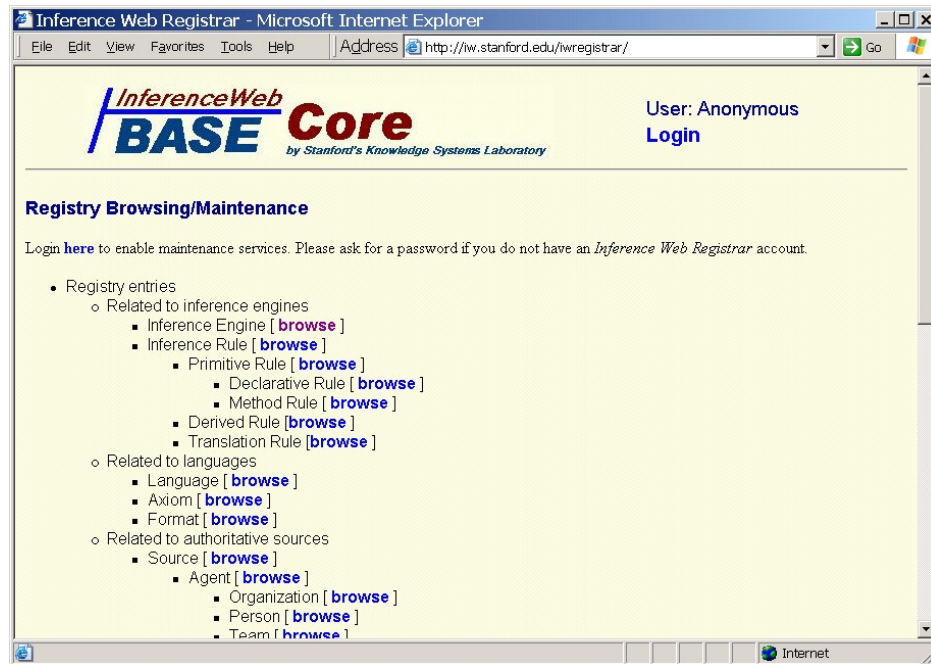 Inference Web Registrar - Microsoft Internet Explorer
File Edit View Favorites Tools Help Address http://iw.stanford.edu/iwregistrar/ Go
InferenceWeb
BASE Core
by Stanford's Knowledge Systems Laboratory
User: Anonymous
Login
Registry Browsing/Maintenance
Login here to enable maintenance services. Please ask for a password if you do not have an Inference Web Registrar account.
Registry entries
Related to inference engines
Inference Engine [ browse ]
Inference Rule [ browse ]
Primitive Rule [ browse ]
Declarative Rule [ browse ]
Method Rule [ browse ]
Derived Rule [browse ]
Translation Rule [browse ]
Related to languages
Language [ browse ]
Axiom [ browse ]
Format [ browse ]
Related to authoritative sources
Source [ browse ]
Agent [ browse ]
Organization [ browse ]
Person [ browse ]
Team [ browse ]
Internet